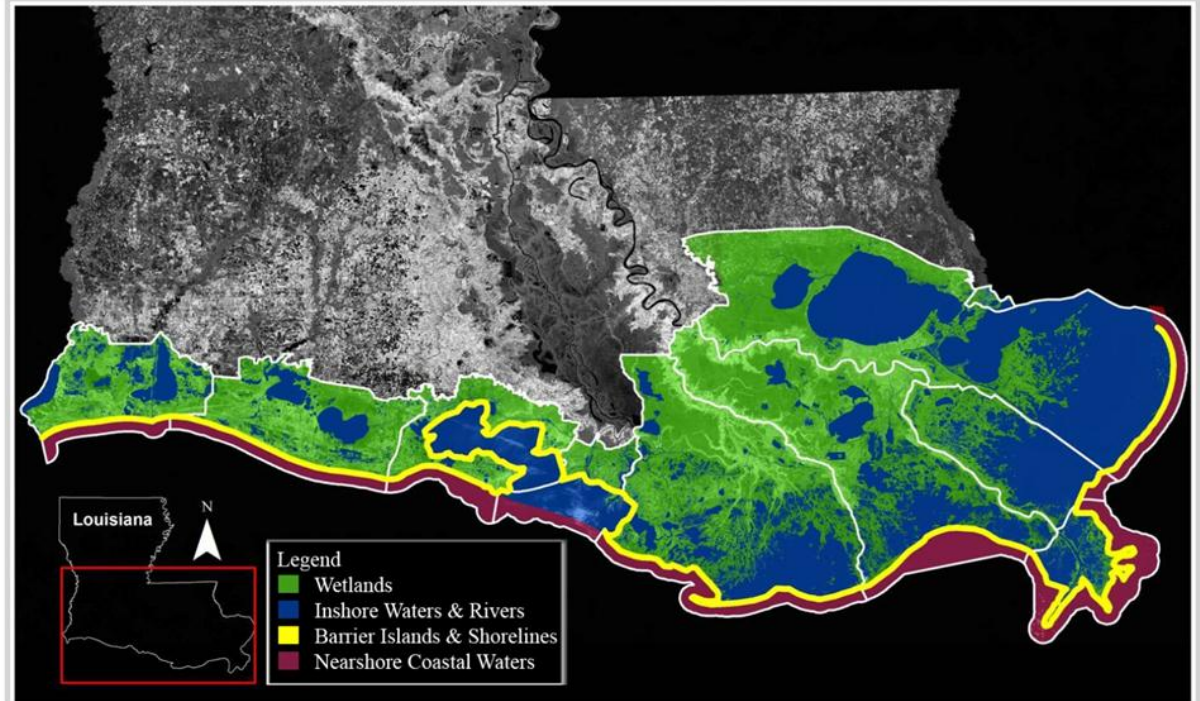 Louisiana
N
Legend
Wetlands
Inshore Waters & Rivers
Barrier Islands & Shorelines
Nearshore Coastal Waters